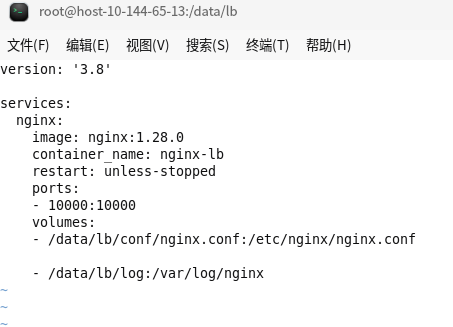 root@host-10-144-65-13:/data/lb
文件(F) 编辑(E) 视图(V) 搜索(S) 终端(T) 帮助(H)
version: '3.8'

services:
  nginx:
    image: nginx:1.28.0
    container_name: nginx-lb
    restart: unless-stopped
    ports:
    - 10000:10000
    volumes:
    - /data/lb/conf/nginx.conf:/etc/nginx/nginx.conf

    - /data/lb/log:/var/log/nginx
~
~
~